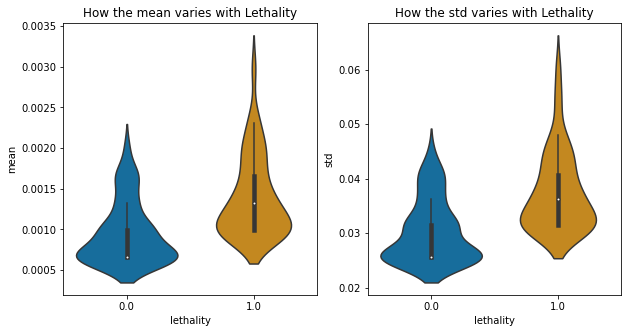 How the mean varies with Lethality
mean
0.0035
0.0030
0.0025
0.0020
0.0015
0.0010
0.0005
0.0 1.0
lethality
How the std varies with Lethality
std
0.06
0.05
0.04
0.03
0.02
0.0 1.0
lethality